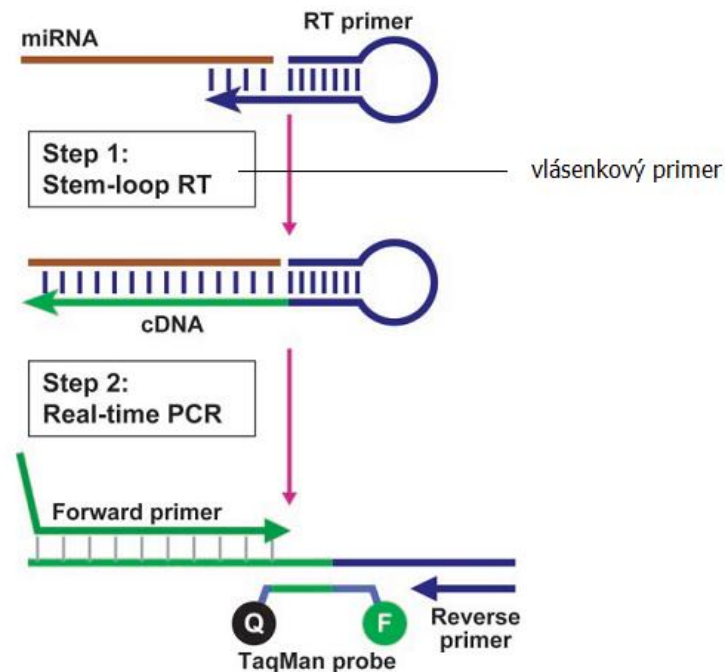 miRNA
RT primer
Step 1:
Stem-loop RT
vlásenkový primer
cDNA
Step 2:
Real-time PCR
Forward primer
Q
F
Reverse
primer
TaqMan probe